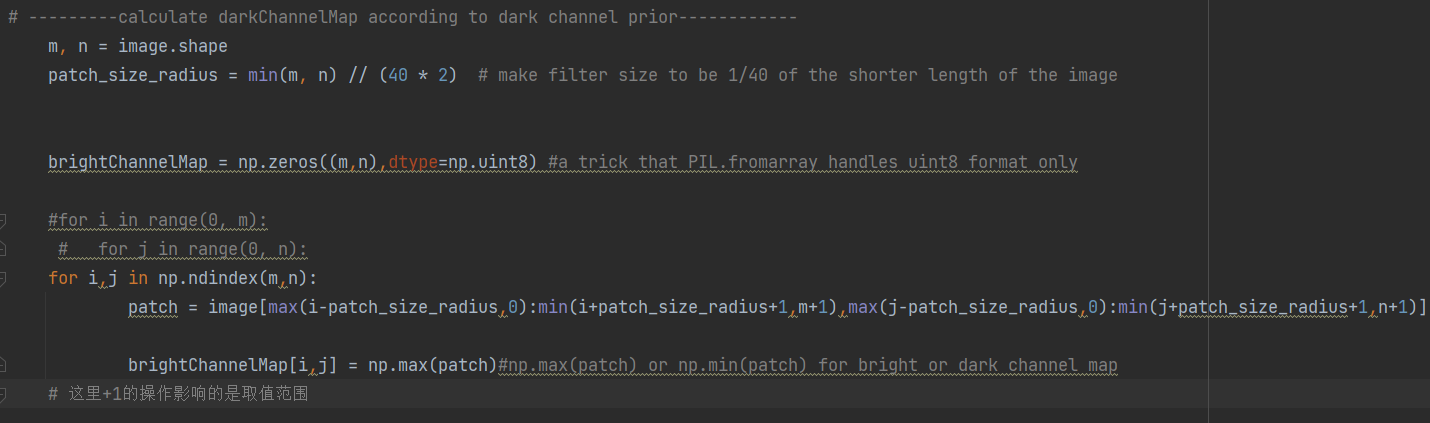 # ---------calculate darkChannelMap according to dark channel prior------------
m, n = image.shape
patch_size_radius = min(m, n) // (40 * 2)  # make filter size to be 1/40 of the shorter length of the image
brightChannelMap = np.zeros((m,n),dtype=np.uint8) #a trick that PIL.fromarray handles uint8 format only
#for i in range(0, m):
#   for j in range(0, n):
for i,j in np.ndindex(m,n):
patch = image[max(i-patch_size_radius,0):min(i+patch_size_radius+1,m+1),max(j-patch_size_radius,0):min(j+patch_size_radius+1,n+1)]
brightChannelMap[i,j] = np.max(patch)#np.max(patch) or np.min(patch) for bright or dark channel map
# 这里+1的操作影响的是取值范围